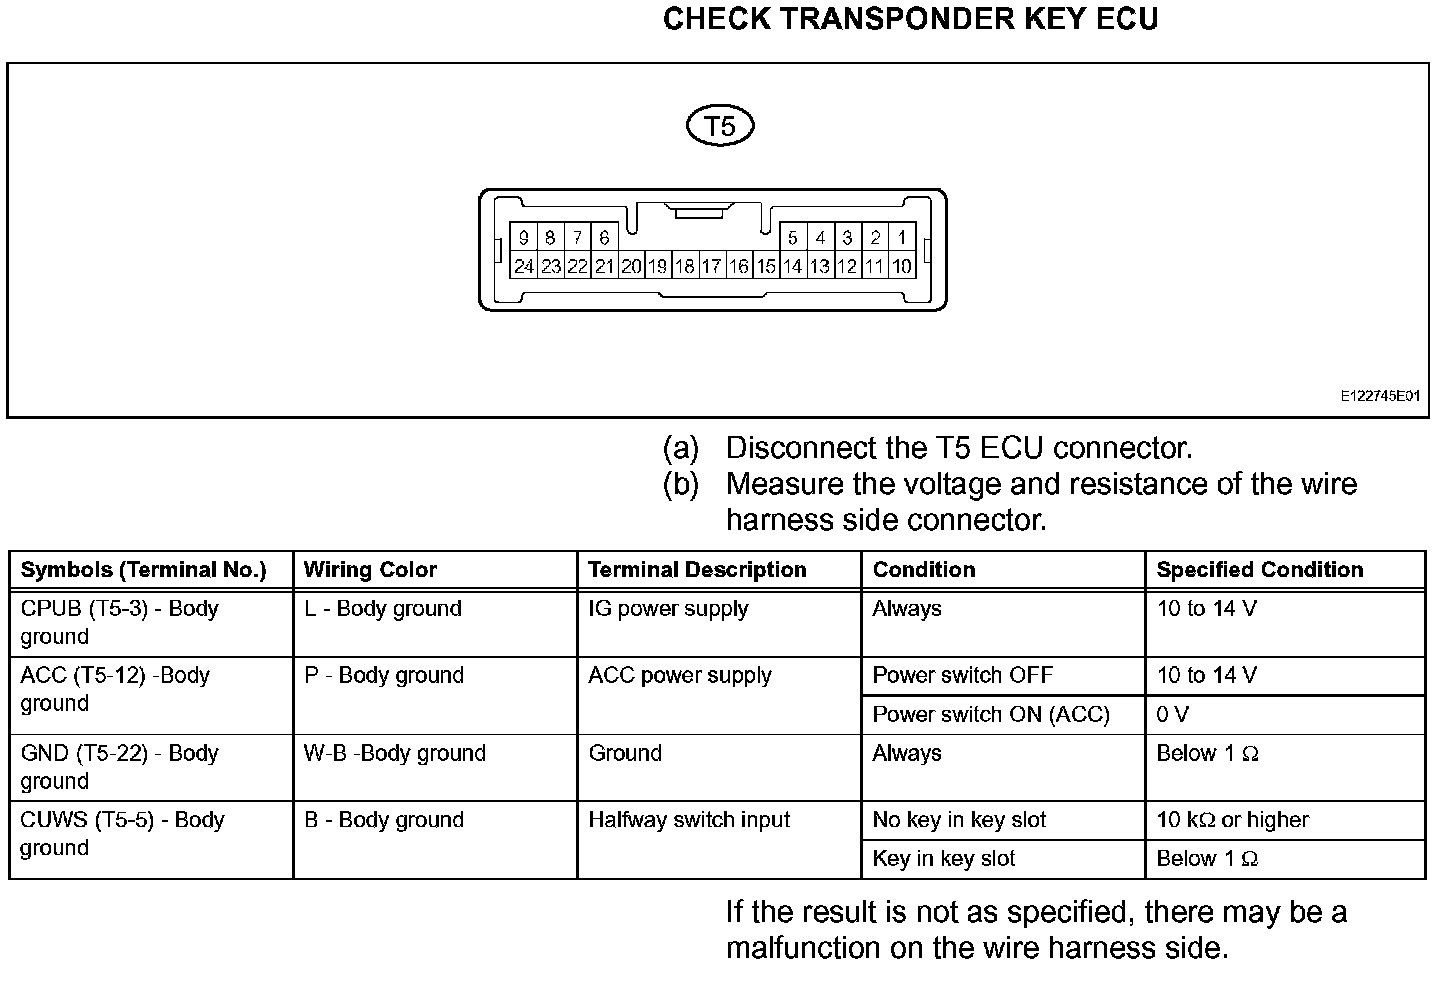 CHECK TRANSPONDER KEY ECU
T5
9 8 7 6 5 4 3 2 1
24 23 22 21 20 19 18 17 16 15 14 13 12 11 10
E122745E01
(a) Disconnect the T5 ECU connector.
(b) Measure the voltage and resistance of the wire
harness side connector.
Symbols (Terminal No.) Wiring Color Terminal Description Condition Specified Condition
CPUB (T5-3) - Body L - Body ground IG power supply Always 10 to 14 V
ground
ACC (T5-12) -Body P - Body ground ACC power supply Power switch OFF 10 to 14 V
ground
Power switch ON (ACC) 0 V
GND (T5-22) - Body W-B -Body ground Ground Always Below 1 Ω
ground
CUWS (T5-5) - Body B - Body ground Halfway switch input No key in key slot 10 kΩ or higher
ground
Key in key slot Below 1 Ω
If the result is not as specified, there may be a
malfunction on the wire harness side.